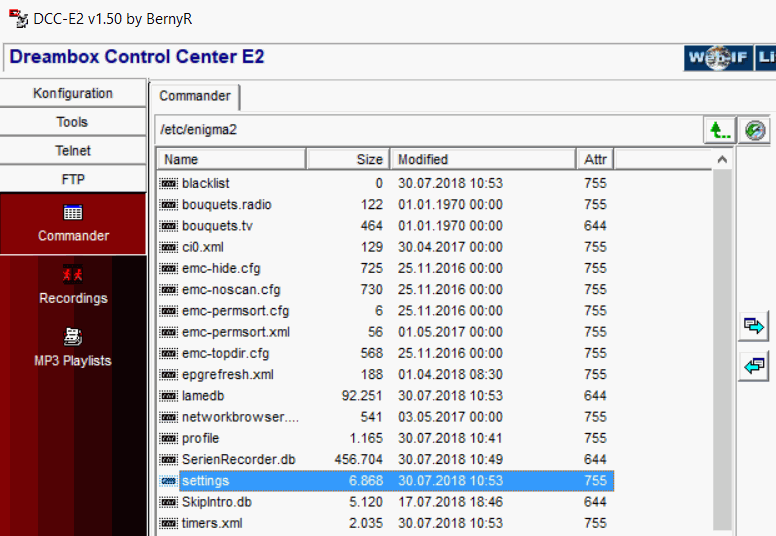 DCC-E2 v1.50 by BernyR
Dreambox Control Center E2
Web-IF Li
Konfiguration
Tools
Telnet
FTP
Commander
Recordings
MP3 Playlists
Commander
/etc/enigma2
Name Size Modified Attr
blacklist 0 30.07.2018 10:53 755
bouquets.radio 122 01.01.1970 00:00 755
bouquets.tv 464 01.01.1970 00:00 644
ci0.xml 129 30.04.2017 00:00 755
emc-hide.cfg 725 25.11.2016 00:00 755
emc-noscan.cfg 730 25.11.2016 00:00 755
emc-permsort.cfg 6 25.11.2016 00:00 755
emc-permsort.xml 56 01.05.2017 00:00 755
emc-topdir.cfg 568 25.11.2016 00:00 755
epgrefresh.xml 188 01.04.2018 08:30 755
lamedb 92.251 30.07.2018 10:53 644
networkbrowser.... 541 03.05.2017 00:00 755
profile 1.165 30.07.2018 10:41 755
SerienRecorder.db 456.704 30.07.2018 10:49 644
settings 6.868 30.07.2018 10:53 755
SkipIntro.db 5.120 17.07.2018 18:46 644
timers.xml 2.035 30.07.2018 10:53 755